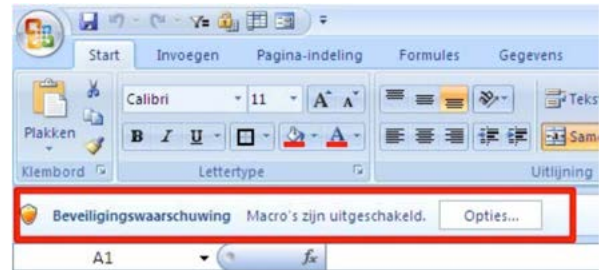 Start Invoegen Pagina-indeling Formules Gegevens
Calibri 11 A A
Plakken B I U A
Klembord Lettertype Uitlijning
Beveiligingswaarschuwing Macro's zijn uitgeschakeld. Opties...
A1 fx